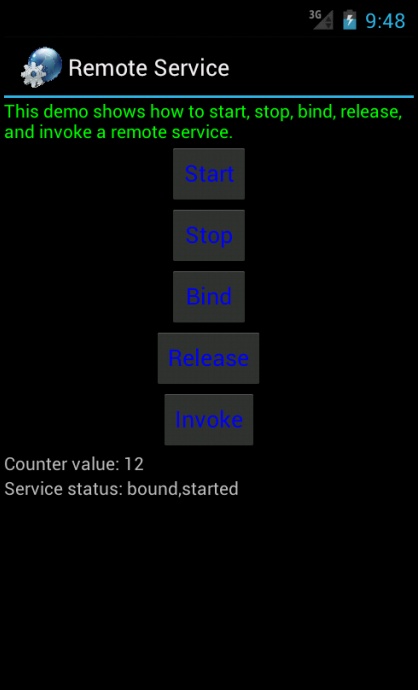 3G 9:48
Remote Service
This demo shows how to start, stop, bind, release,
and invoke a remote service.
Start
Stop
Bind
Release
Invoke
Counter value: 12
Service status: bound,started